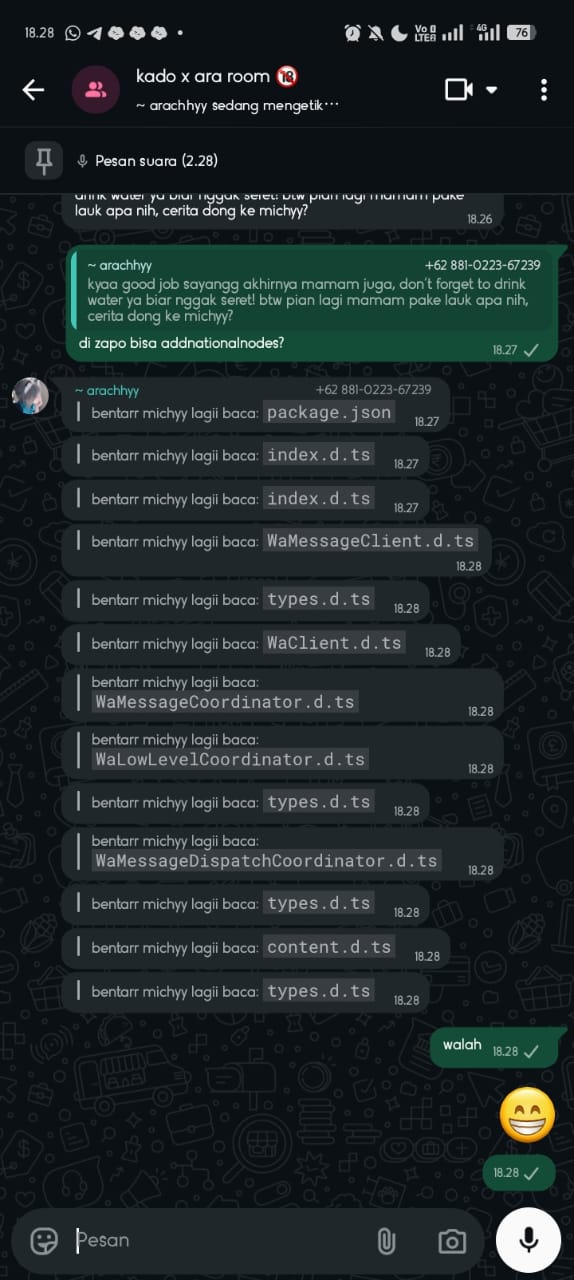 18.28
Vo
LTE
4G
76
kado x ara room 🔞
~ arachhyy sedang mengetik···
Pesan suara (2.28)
drink water ya biar nggak seret! btw pian lagi mamam pake
lauk apa nih, cerita dong ke michyy?
18.26
~ arachhyy +62 881-0223-67239
kyaa good job sayangg akhirnya mamam juga, don't forget to drink
water ya biar nggak seret! btw pian lagi mamam pake lauk apa nih,
cerita dong ke michyy?
di zapo bisa addnationalnodes?
18.27
~ arachhyy +62 881-0223-67239
bentarr michyy lagii baca: package.json
18.27
bentarr michyy lagii baca: index.d.ts
18.27
bentarr michyy lagii baca: index.d.ts
18.27
bentarr michyy lagii baca: WaMessageClient.d.ts
18.28
bentarr michyy lagii baca: types.d.ts
18.28
bentarr michyy lagii baca: WaClient.d.ts
18.28
bentarr michyy lagii baca:
WaMessageCoordinator.d.ts
18.28
bentarr michyy lagii baca:
WaLowLevelCoordinator.d.ts
18.28
bentarr michyy lagii baca: types.d.ts
18.28
bentarr michyy lagii baca:
WaMessageDispatchCoordinator.d.ts
18.28
bentarr michyy lagii baca: types.d.ts
18.28
bentarr michyy lagii baca: content.d.ts
18.28
bentarr michyy lagii baca: types.d.ts
18.28
walah 18.28
😁
18.28
Pesan